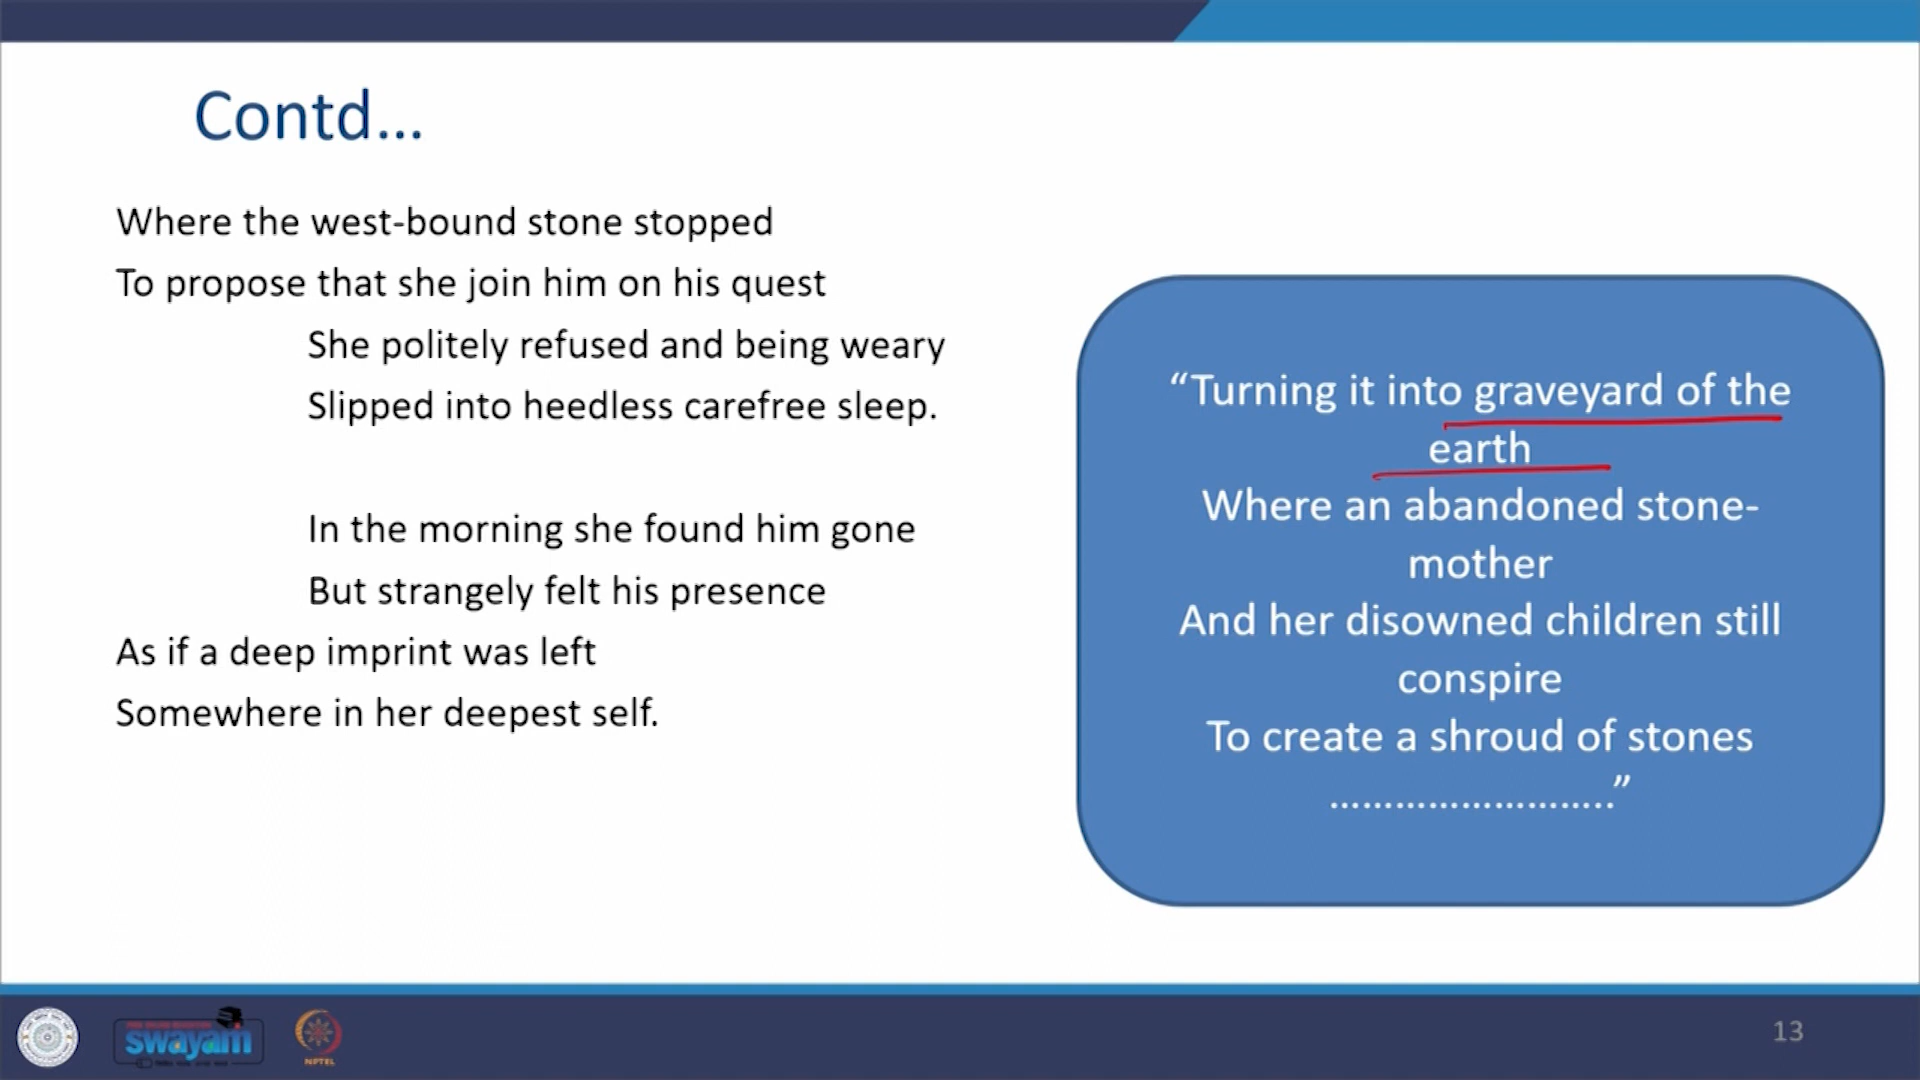 Contd...
Where the west-bound stone stopped
To propose that she join him on his quest
She politely refused and being weary
Slipped into heedless carefree sleep.
In the morning she found him gone
But strangely felt his presence
As if a deep imprint was left
Somewhere in her deepest self.
“Turning it into graveyard of the
earth
Where an abandoned stone-
mother
And her disowned children still
conspire
To create a shroud of stones
……………………..”
swayam
NPTEL
13